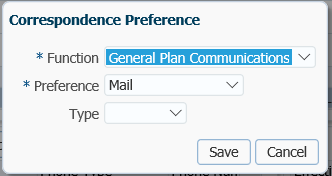 Correspondence Preference
* Function General Plan Communications
* Preference Mail
Type
Save Cancel